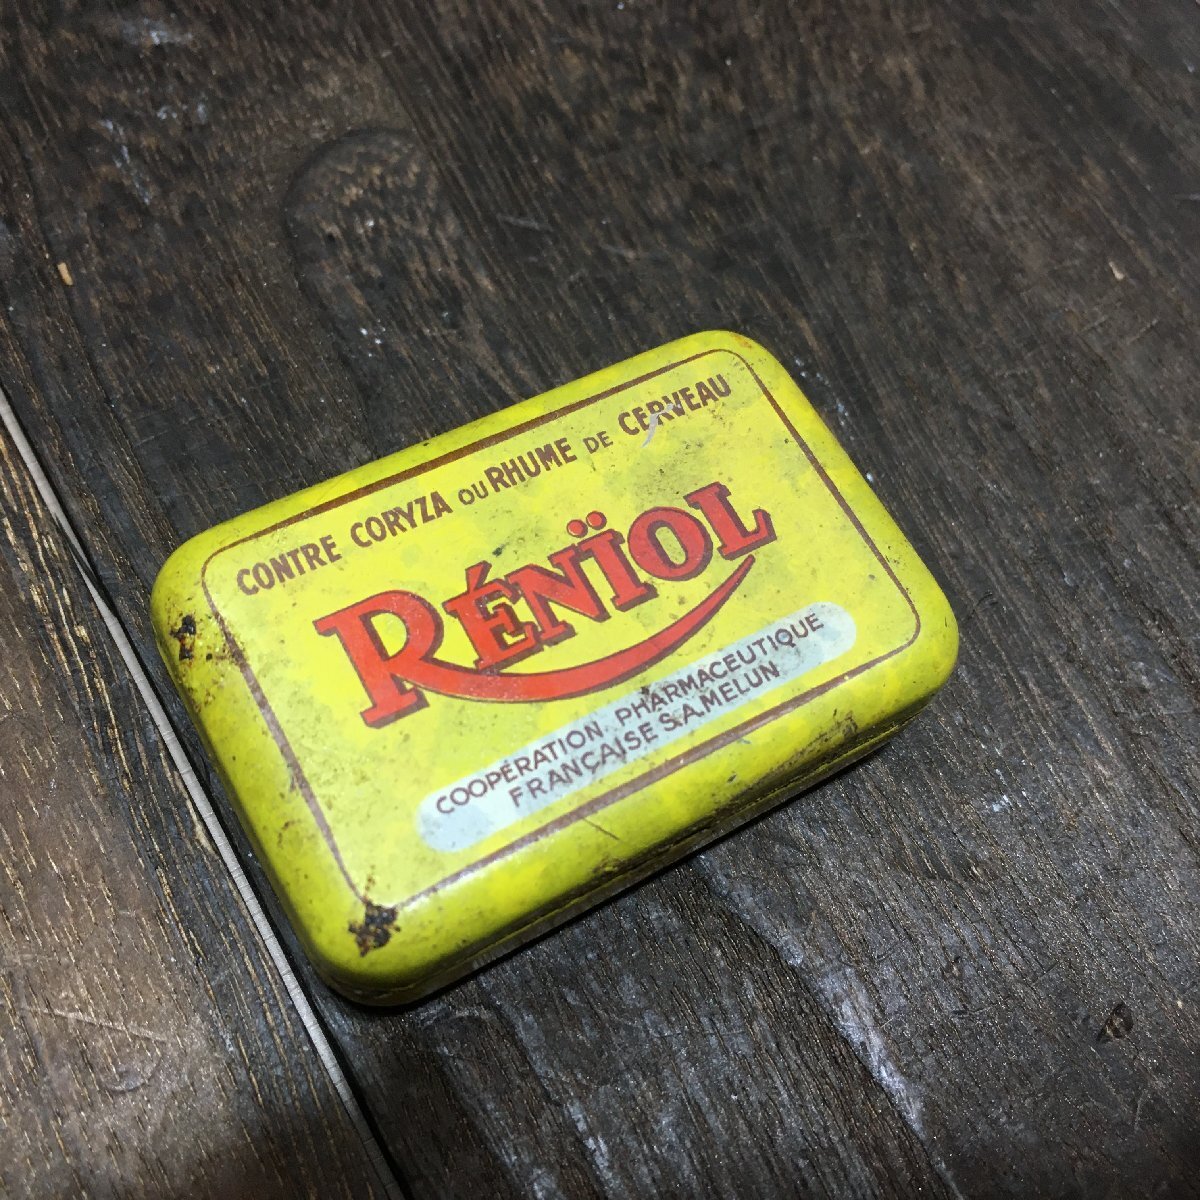 CONTRE CORYZA OU RHUME DE CERVEAU
RÉNÏOL
COOPÉRATION PHARMACEUTIQUE
FRANÇAISE S.A. MELUN